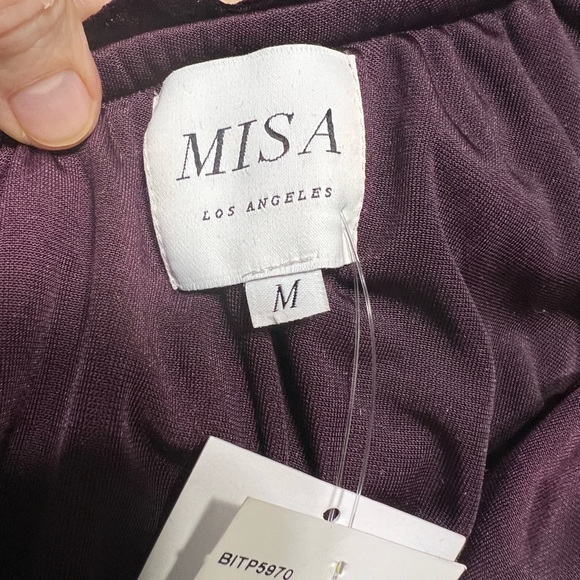 MISA
LOS ANGELES
M
BITP5970